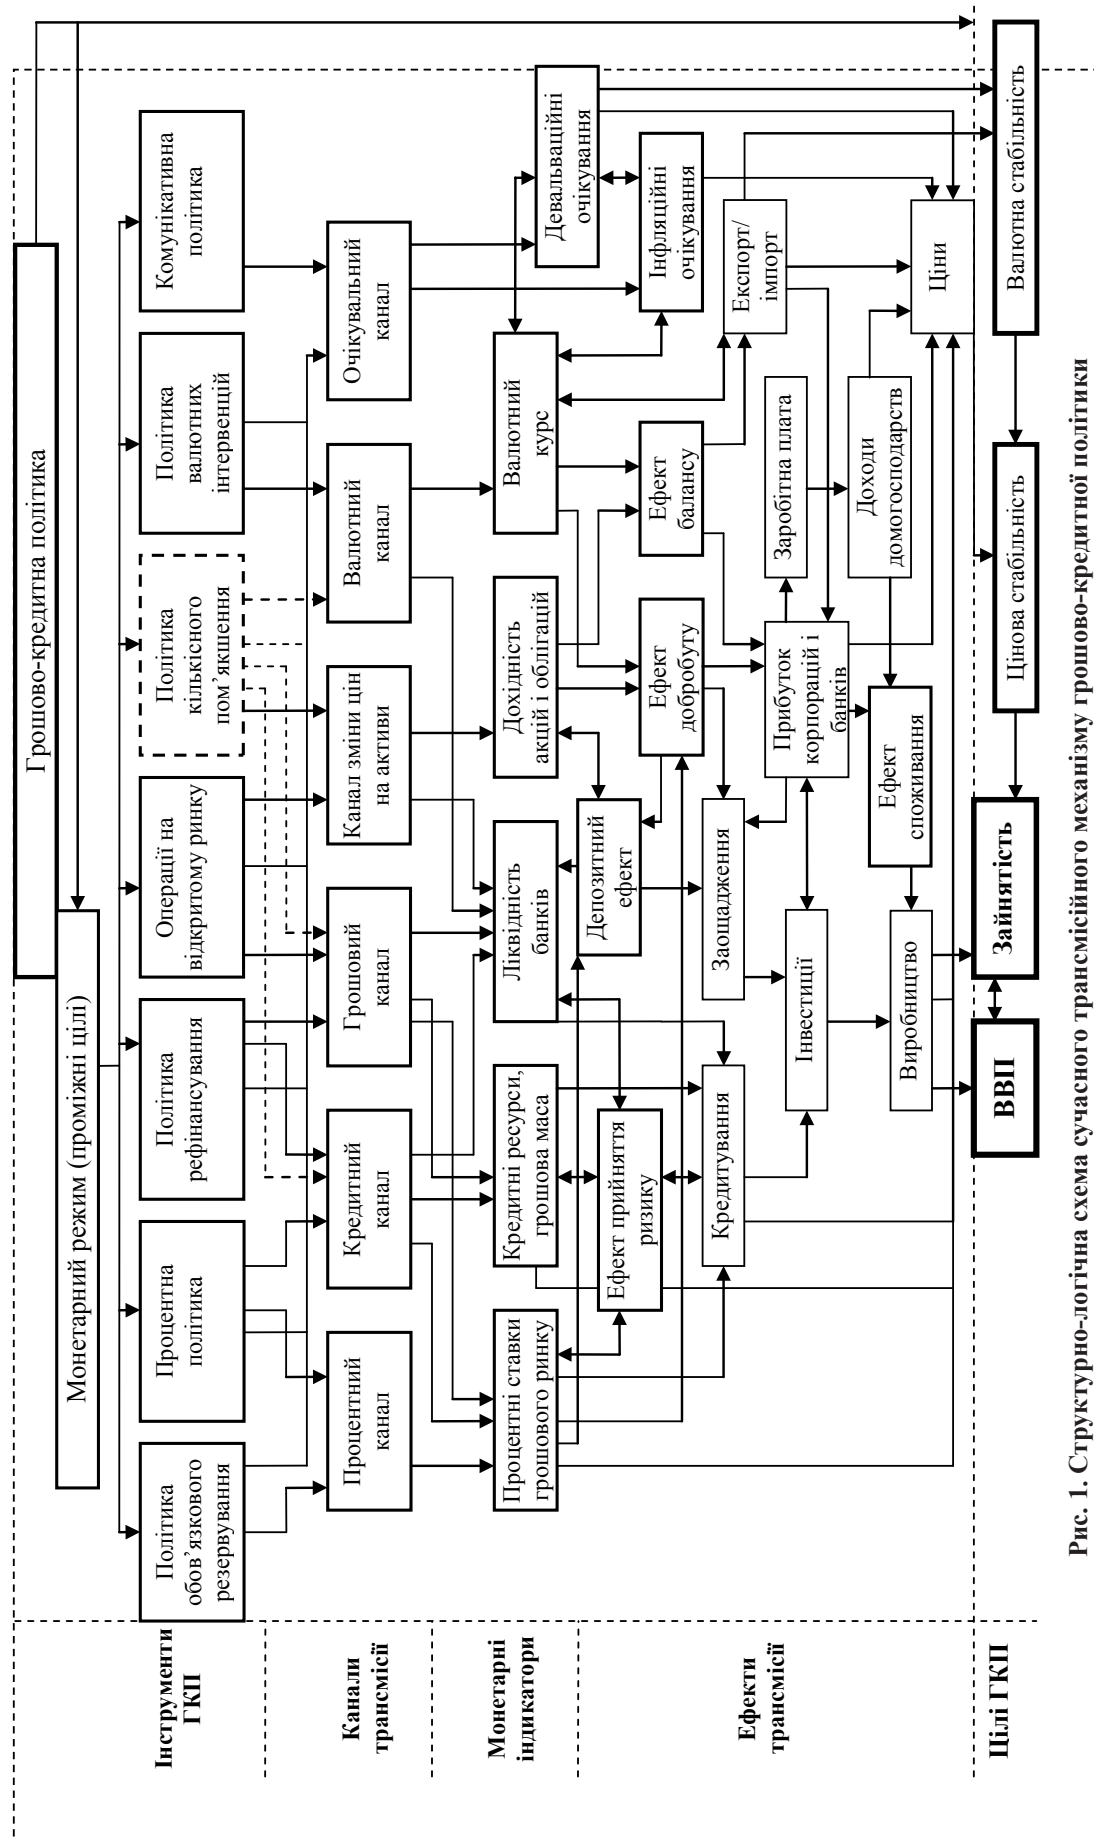 Грошово-кредитна політика
Монетарний режим (проміжні цілі)
Інструменти
ГКП
Політика
обов’язкового
резервування
Процентна
політика
Політика
рефінансування
Операції на
відкритому ринку
Політика
кількісного
пом’якшення
Політика
валютних
інтервенцій
Комунікативна
політика
Канали
трансмісії
Процентний
канал
Кредитний
канал
Грошовий
канал
Канал зміни цін
на активи
Валютний
канал
Очікувальний
канал
Монетарні
індикатори
Процентні ставки
грошового ринку
Кредитні ресурси,
грошова маса
Ліквідність
банків
Дохідність
акцій і облігацій
Валютний
курс
Девальваційні
очікування
Ефекти
трансмісії
Ефект прийняття
ризику
Депозитний
ефект
Ефект
добробуту
Ефект
балансу
Інфляційні
очікування
Кредитування
Заощадження
Прибуток
корпорацій і
банків
Заробітна плата
Експорт/
імпорт
Інвестиції
Ефект
споживання
Доходи
домогосподарств
Виробництво
Ціни
Цілі ГКП
ВВП
Зайнятість
Цінова стабільність
Валютна стабільність
Рис. 1. Структурно-логічна схема сучасного трансмісійного механізму грошово-кредитної політики